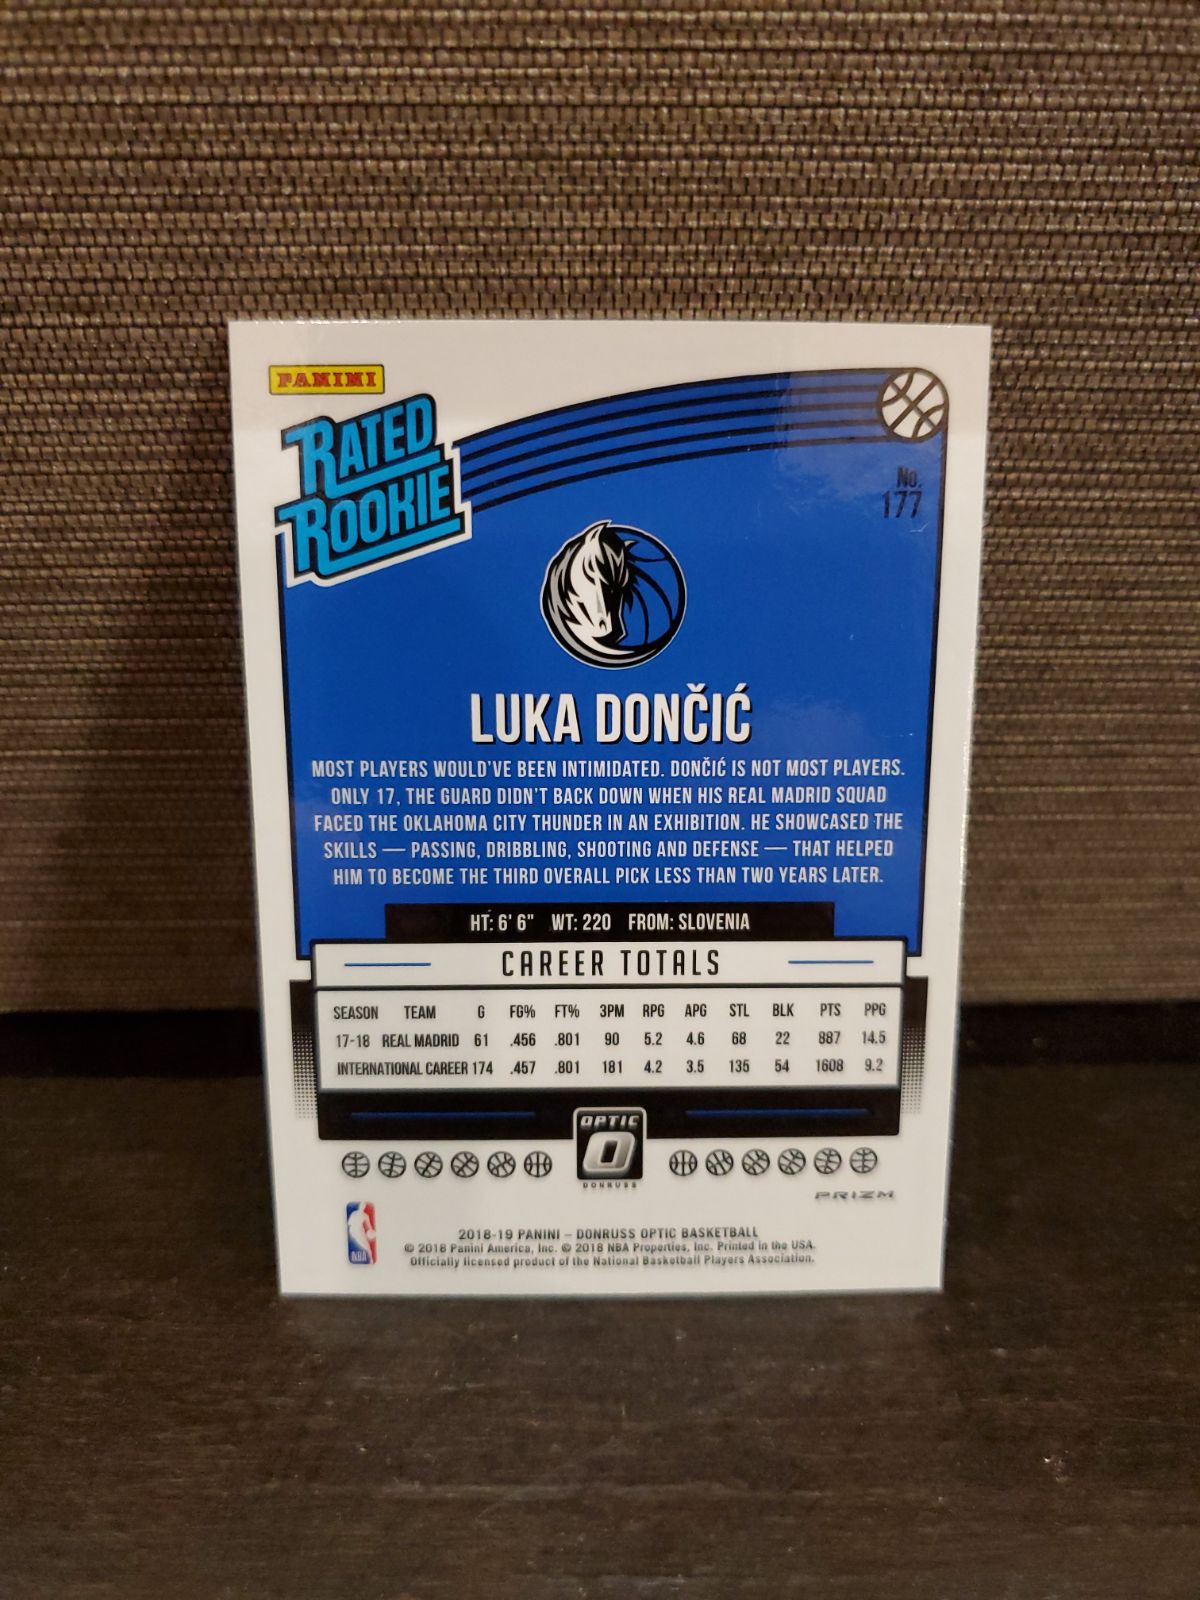 PANINI
RATED
ROOKIE
No.
177
LUKA DONČIĆ
MOST PLAYERS WOULD'VE BEEN INTIMIDATED. DONČIĆ IS NOT MOST PLAYERS.
ONLY 17, THE GUARD DIDN'T BACK DOWN WHEN HIS REAL MADRID SQUAD
FACED THE OKLAHOMA CITY THUNDER IN AN EXHIBITION. HE SHOWCASED THE
SKILLS — PASSING, DRIBBLING, SHOOTING AND DEFENSE — THAT HELPED
HIM TO BECOME THE THIRD OVERALL PICK LESS THAN TWO YEARS LATER.
HT: 6' 6" WT: 220 FROM: SLOVENIA
CAREER TOTALS
SEASON TEAM G FG% FT% 3PM RPG APG STL BLK PTS PPG
17-18 REAL MADRID 61 .456 .801 90 5.2 4.6 68 22 887 14.5
INTERNATIONAL CAREER 174 .457 .801 181 4.2 3.5 135 54 1608 9.2
OPTIC
O
DONRUSS
PRIZM
NBA
2018-19 PANINI – DONRUSS OPTIC BASKETBALL
© 2018 Panini America, Inc. © 2018 NBA Properties, Inc. Printed in the USA.
Officially licensed product of the National Basketball Players Association.